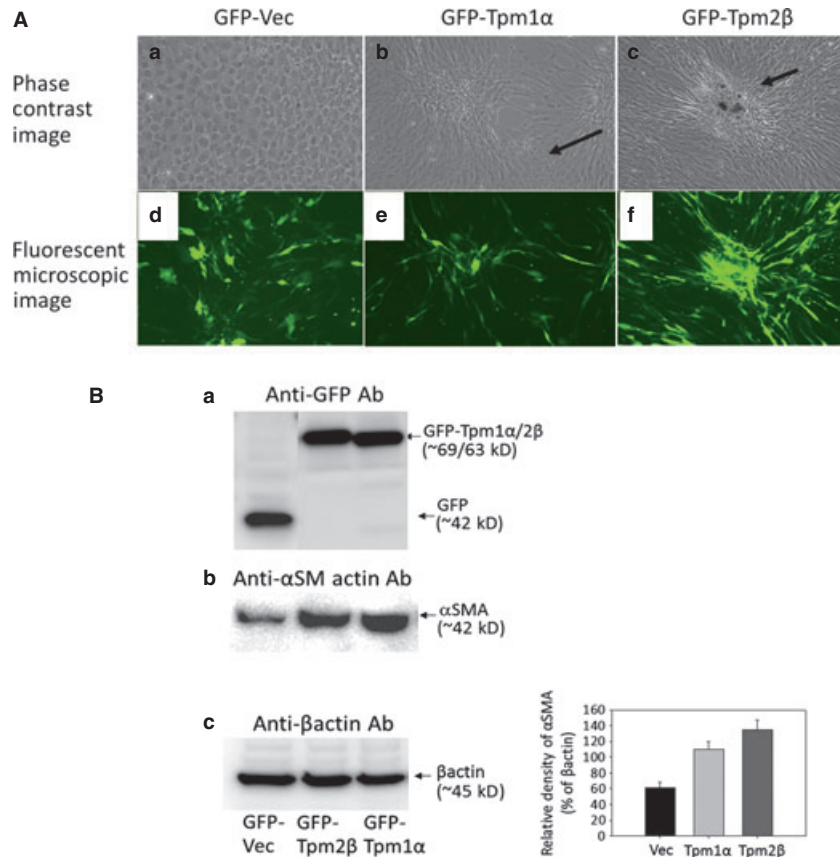 A
GFP-Vec
GFP-Tpm1α
GFP-Tpm2β
Phase
contrast
image
a
b
c
Fluorescent
microscopic
image
d
e
f
B
a
Anti-GFP Ab
GFP-Tpm1α/2β
(~69/63 kD)
GFP
(~42 kD)
b
Anti-αSM actin Ab
αSMA
(~42 kD)
c
Anti-βactin Ab
βactin
(~45 kD)
GFP-
Vec
GFP-
Tpm2β
GFP-
Tpm1α
Relative density of αSMA
(% of βactin)
160
140
120
100
80
60
40
20
0
Vec
Tpm1α
Tpm2β